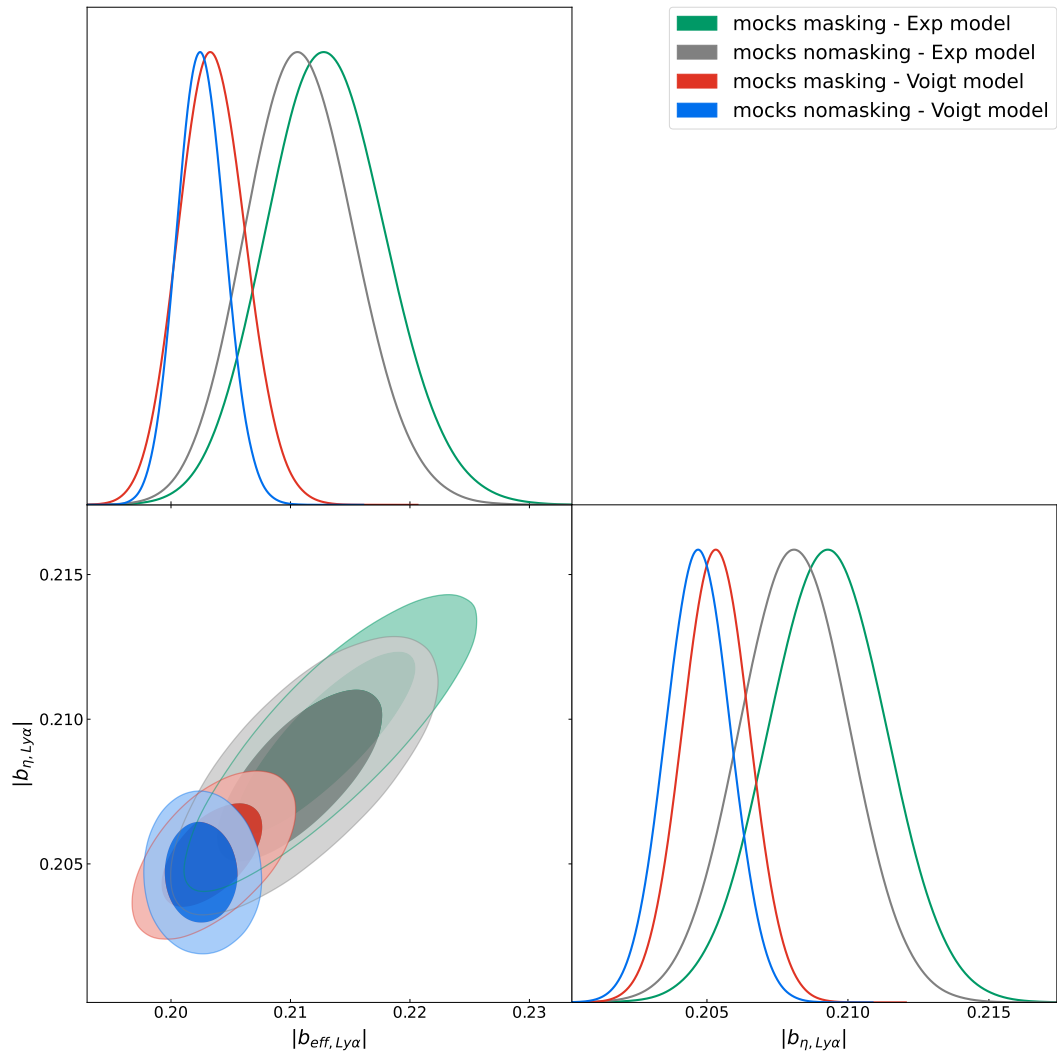 mocks masking - Exp model
mocks nomasking - Exp model
mocks masking - Voigt model
mocks nomasking - Voigt model
0.215
0.210
0.205
|b_{η, Lyα}|
0.20 0.21 0.22 0.23
0.205 0.210 0.215
|b_{eff, Lyα}|
|b_{η, Lyα}|